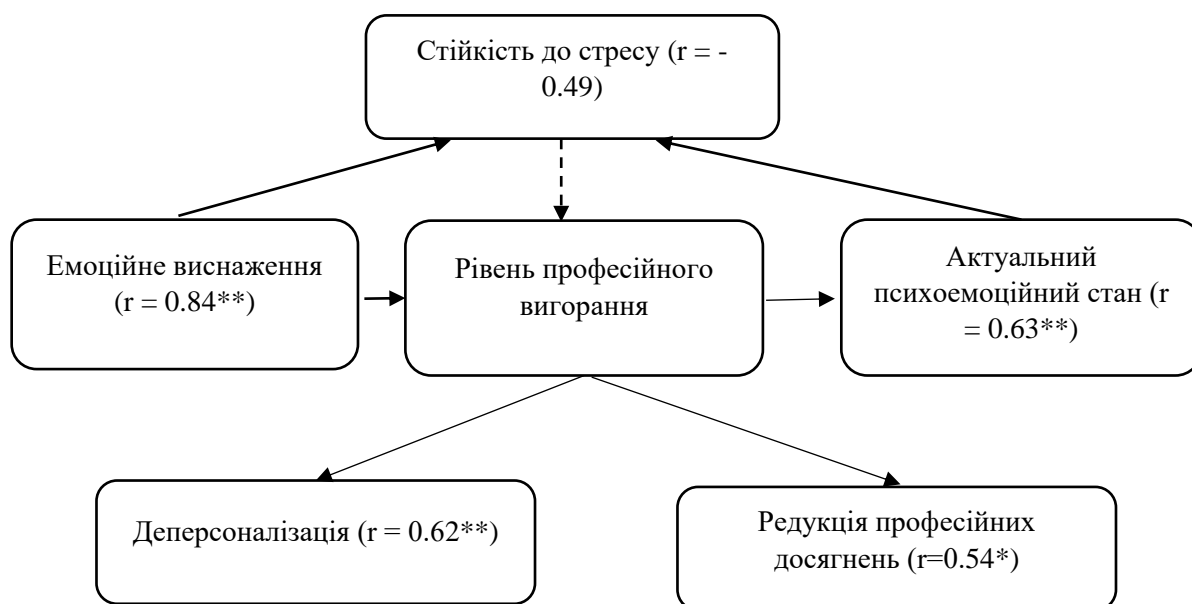 Стійкість до стресу (r = -
0.49)
Емоційне виснаження
(r = 0.84**)
Рівень професійного
вигорання
Актуальний
психоемоційний стан (r
= 0.63**)
Деперсоналізація (r = 0.62**)
Редукція професійних
досягнень (r=0.54*)